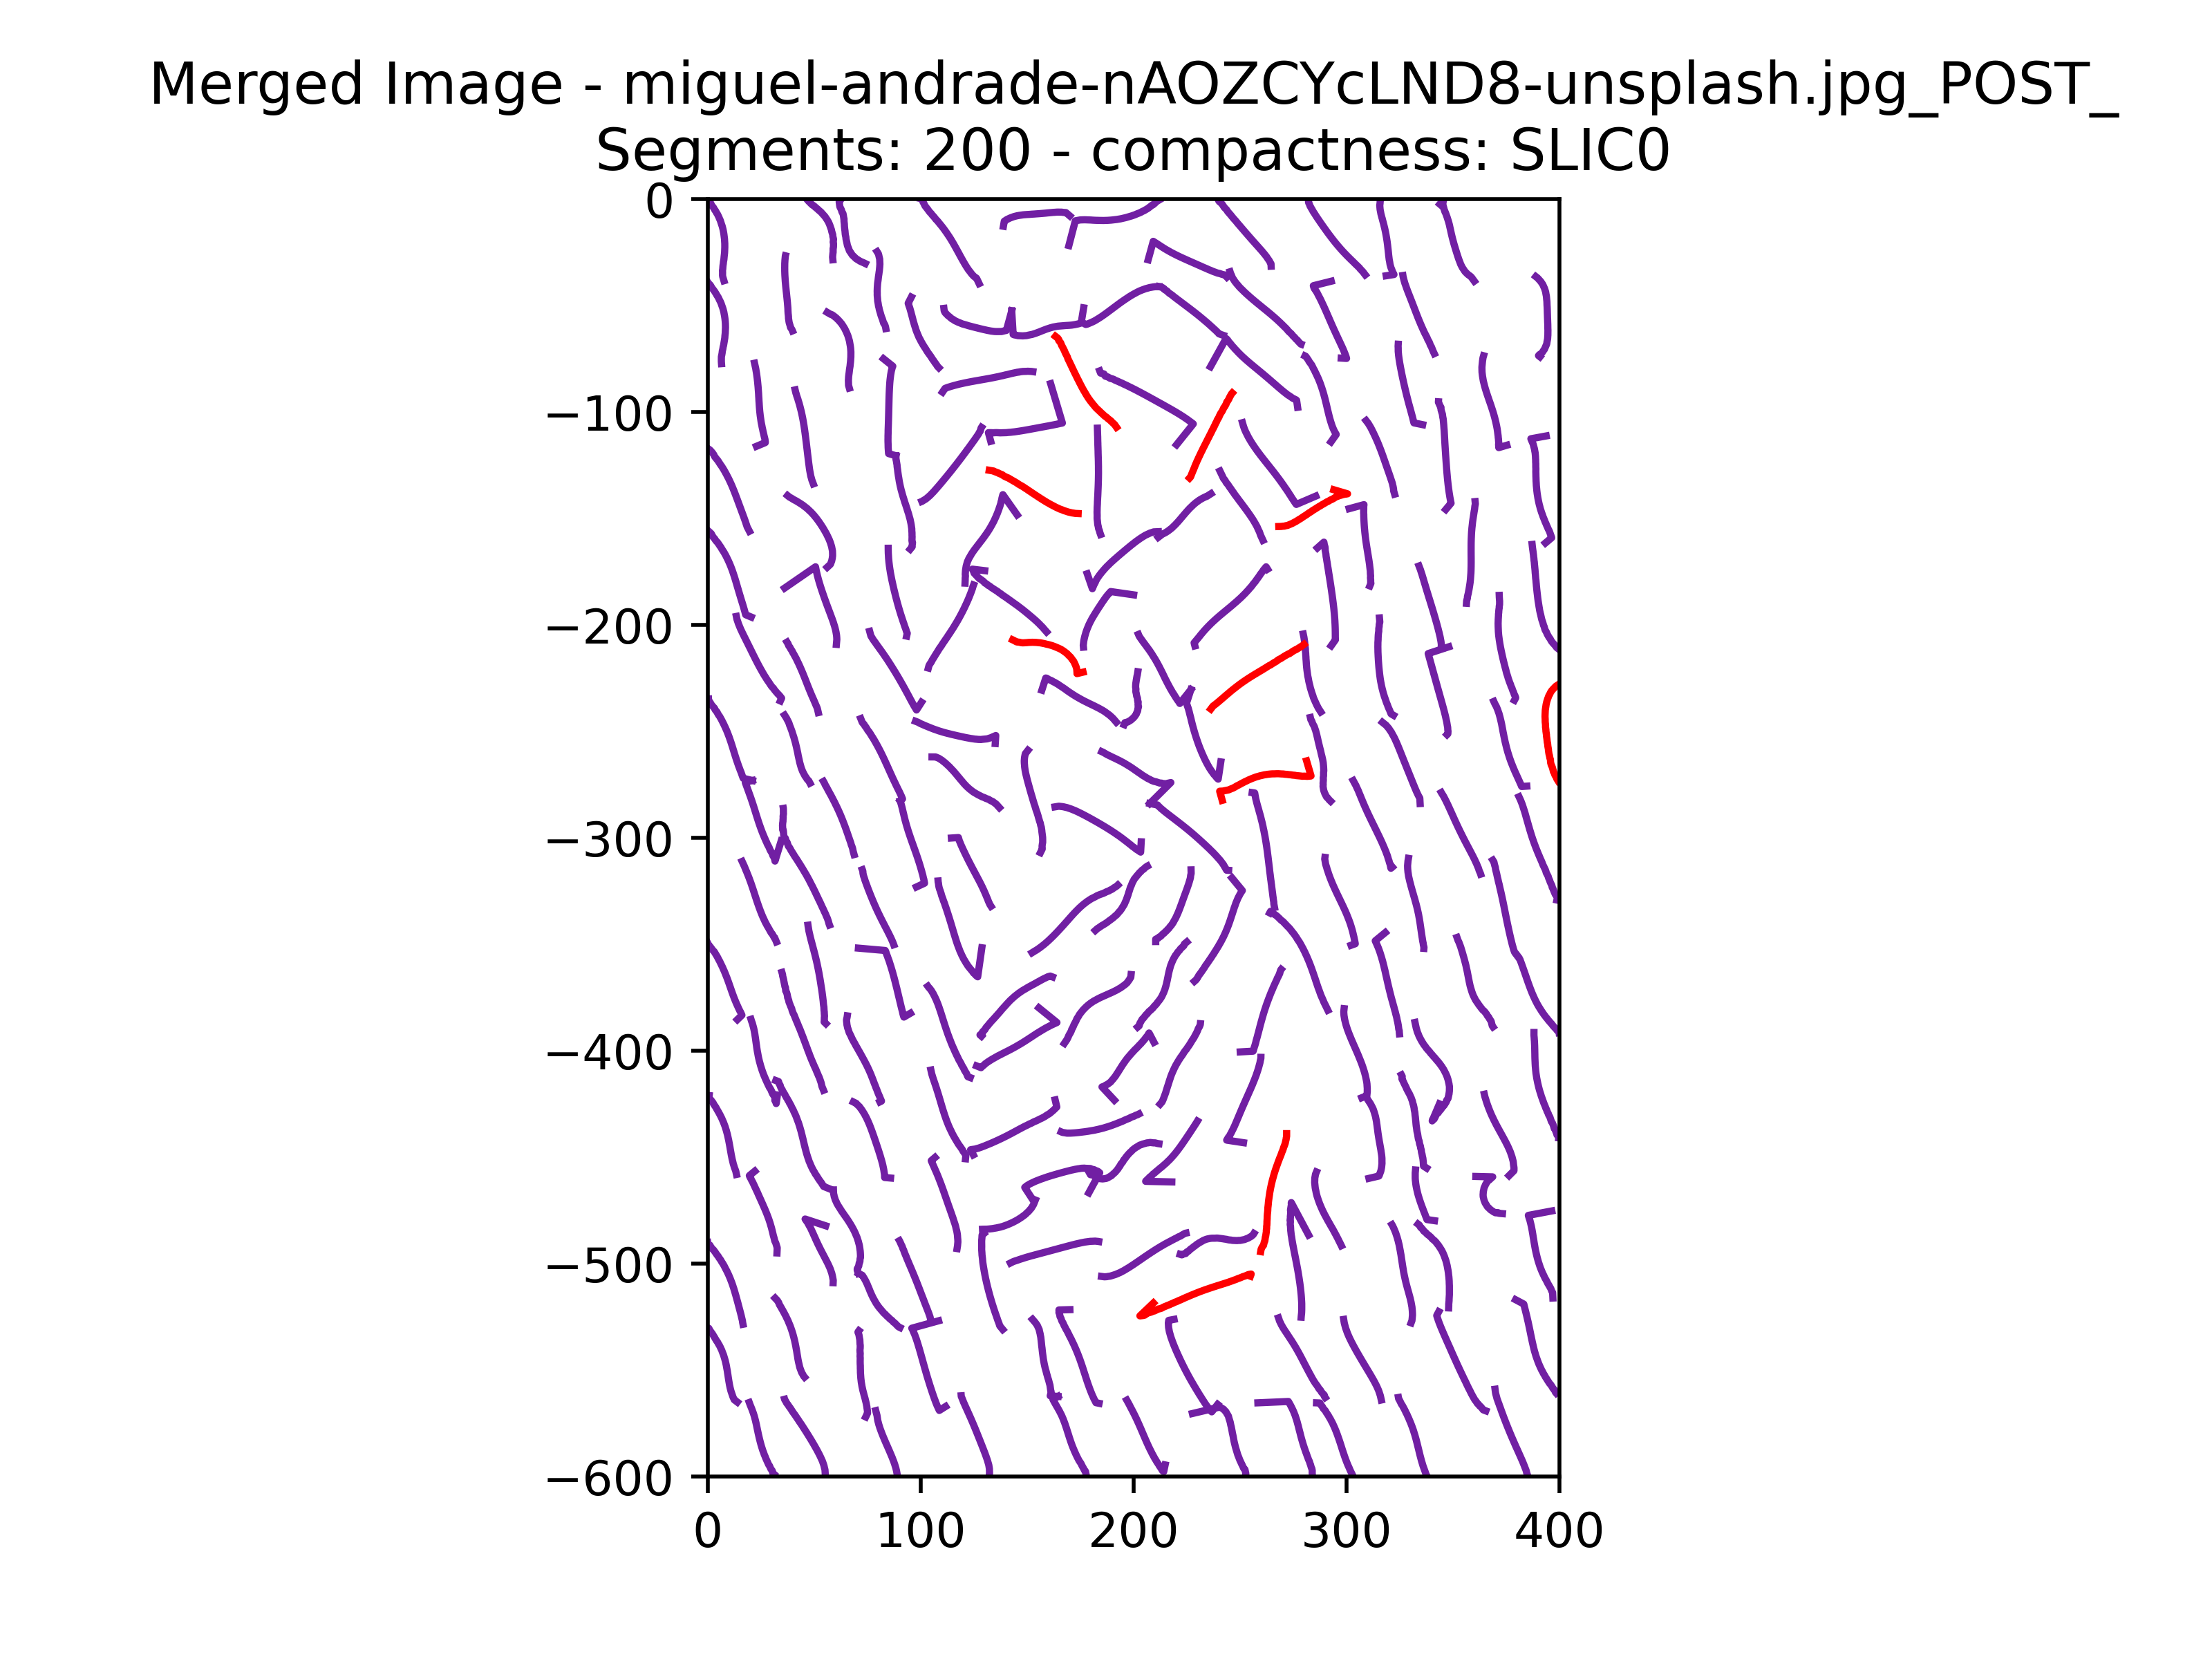 Merged Image - miguel-andrade-nAOZCYcLND8-unsplash.jpg_POST_
Segments: 200 - compactness: SLIC0
0
−100
−200
−300
−400
−500
−600
0 100 200 300 400